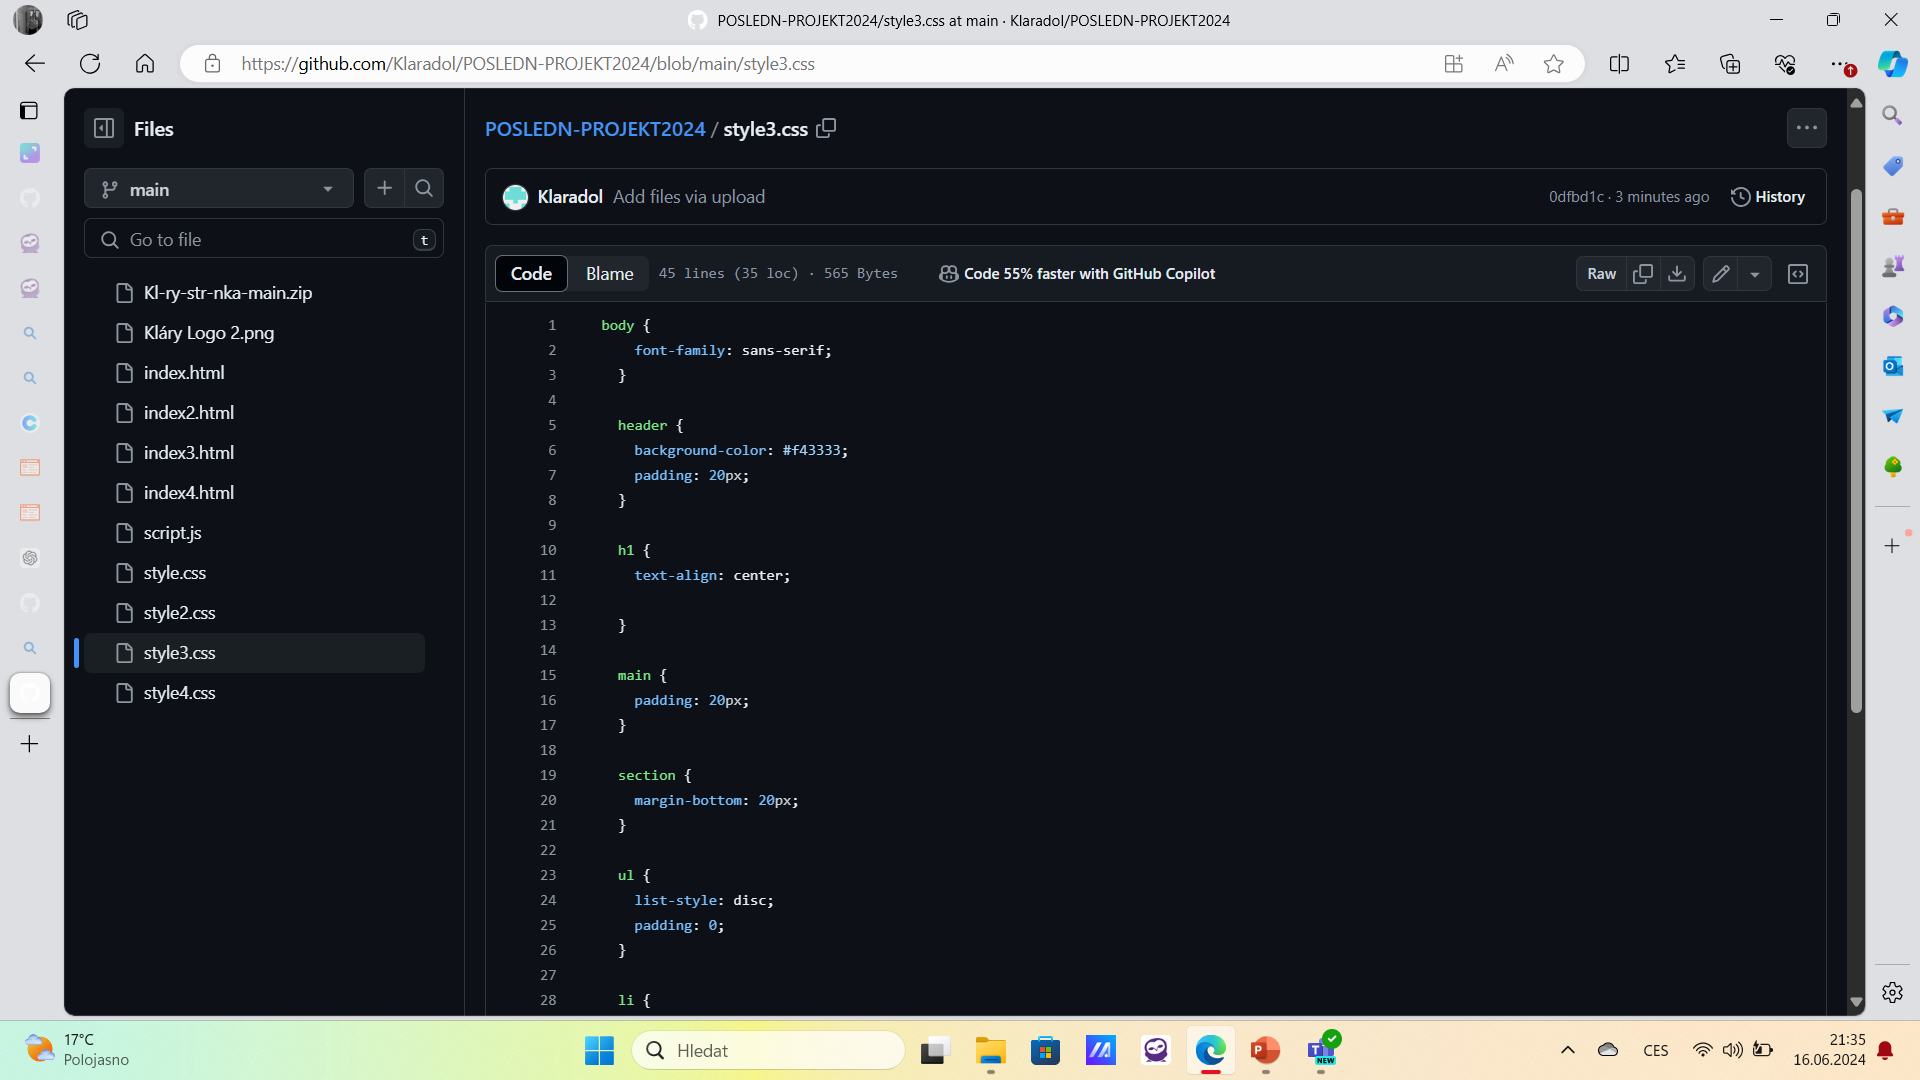 POSLEDN-PROJEKT2024/style3.css at main · Klaradol/POSLEDN-PROJEKT2024
https://github.com/Klaradol/POSLEDN-PROJEKT2024/blob/main/style3.css
Files
main
Go to file
t
Kl-ry-str-nka-main.zip
Kláry Logo 2.png
index.html
index2.html
index3.html
index4.html
script.js
style.css
style2.css
style3.css
style4.css
POSLEDN-PROJEKT2024 / style3.css
Klaradol Add files via upload
0dfbd1c · 3 minutes ago
History
Code
Blame
45 lines (35 loc) · 565 Bytes
Code 55% faster with GitHub Copilot
Raw
1 body {
2 font-family: sans-serif;
3 }
4
5 header {
6 background-color: #f43333;
7 padding: 20px;
8 }
9
10 h1 {
11 text-align: center;
12
13 }
14
15 main {
16 padding: 20px;
17 }
18
19 section {
20 margin-bottom: 20px;
21 }
22
23 ul {
24 list-style: disc;
25 padding: 0;
26 }
27
28 li {
17°C
Polojasno
Hledat
NEW
CES
21:35
16.06.2024